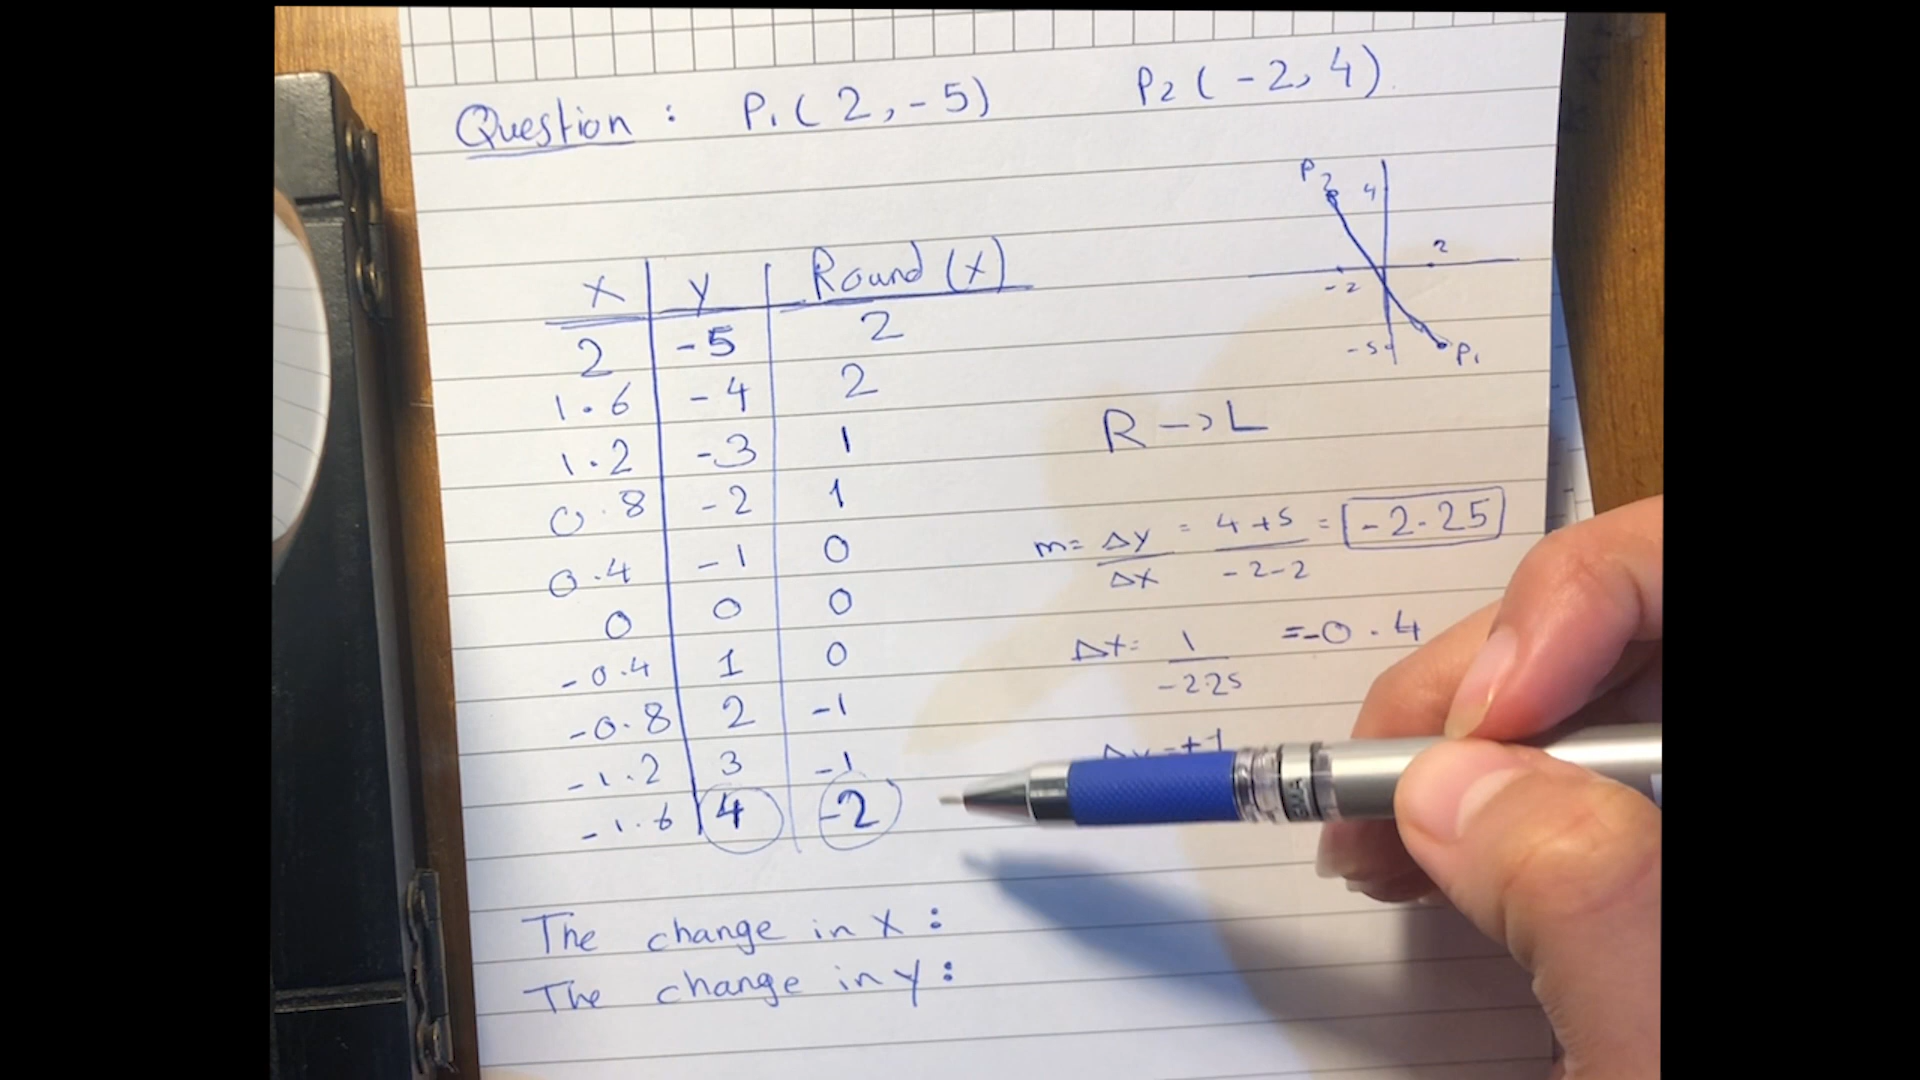 Question : P1 ( 2 , - 5 ) P2 ( - 2 , 4 )
P2 4
2
- 2
- 5 P1
x y Round (x)
2 - 5 2
1.6 - 4 2
1.2 - 3 1
0.8 - 2 1
0.4 - 1 0
0 0 0
- 0.4 1 0
- 0.8 2 - 1
- 1.2 3 - 1
- 1.6 4 - 2
R -> L
m = Δy / Δx = 4 + 5 / - 2 - 2 = - 2.25
Δx = 1 / - 2.25 = - 0.4
Δy = + 1
The change in x :
The change in y :